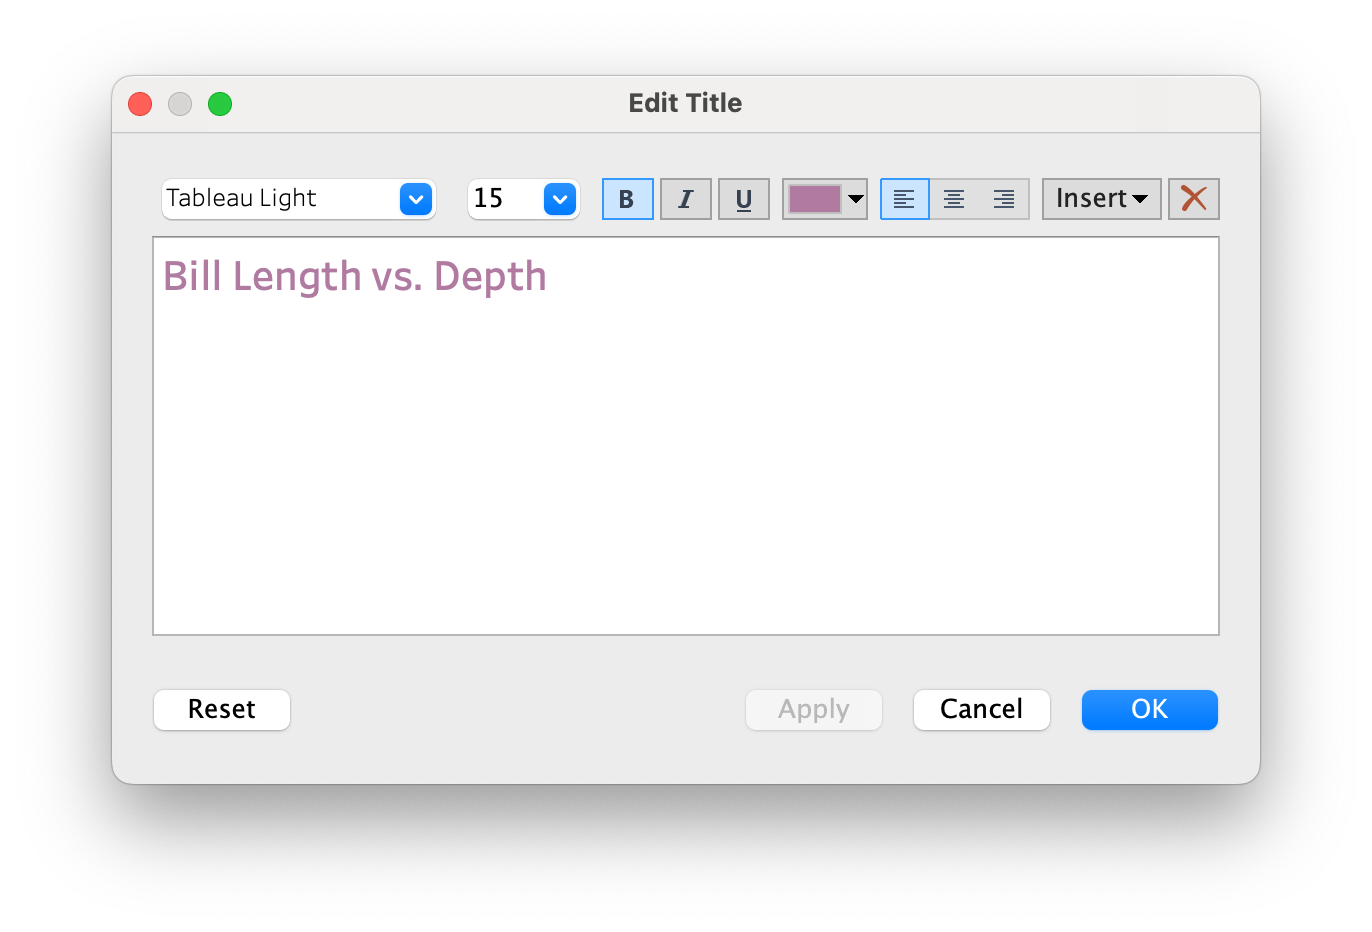 Edit Title
Tableau Light 15 B I U Insert
Bill Length vs. Depth
Reset Apply Cancel OK